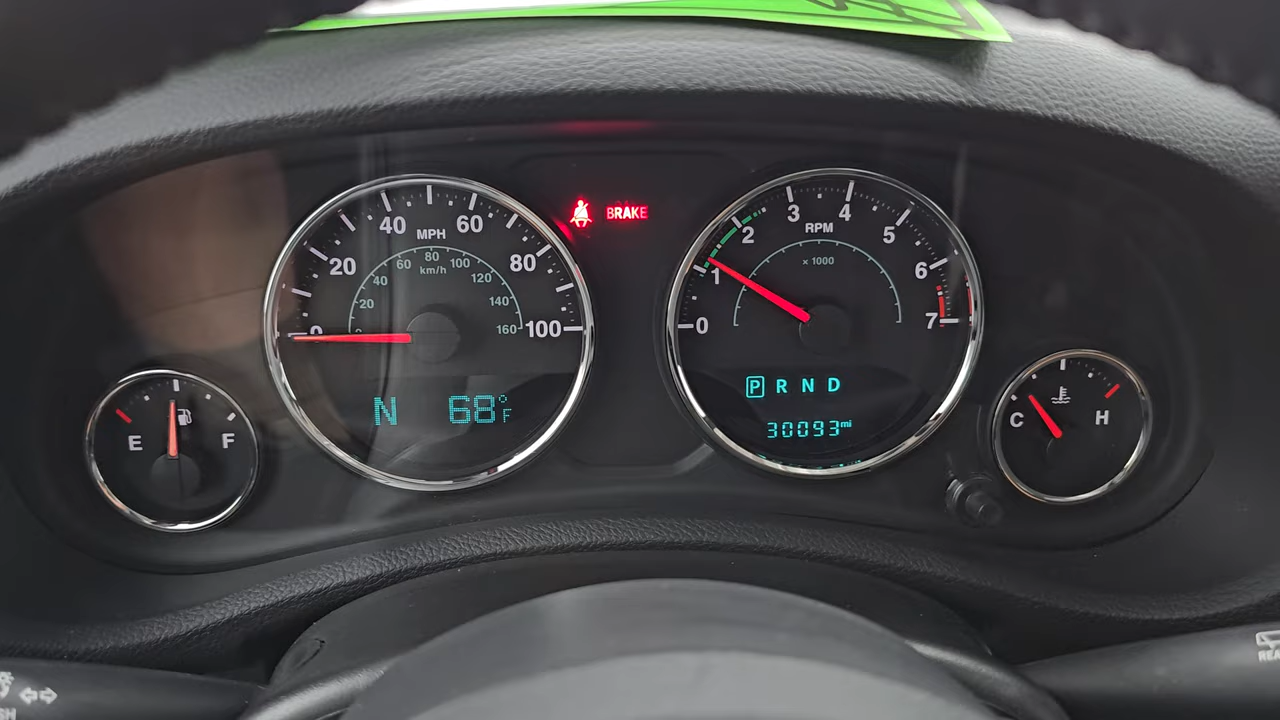 40 MPH 60
20 80
60 80 100
km/h
40 120
20 140
0 0 160 100
N 68°F
E F
BRAKE
3 4
2 RPM 5
x 1000
1 6
0 7
P R N D
30093mi
C H